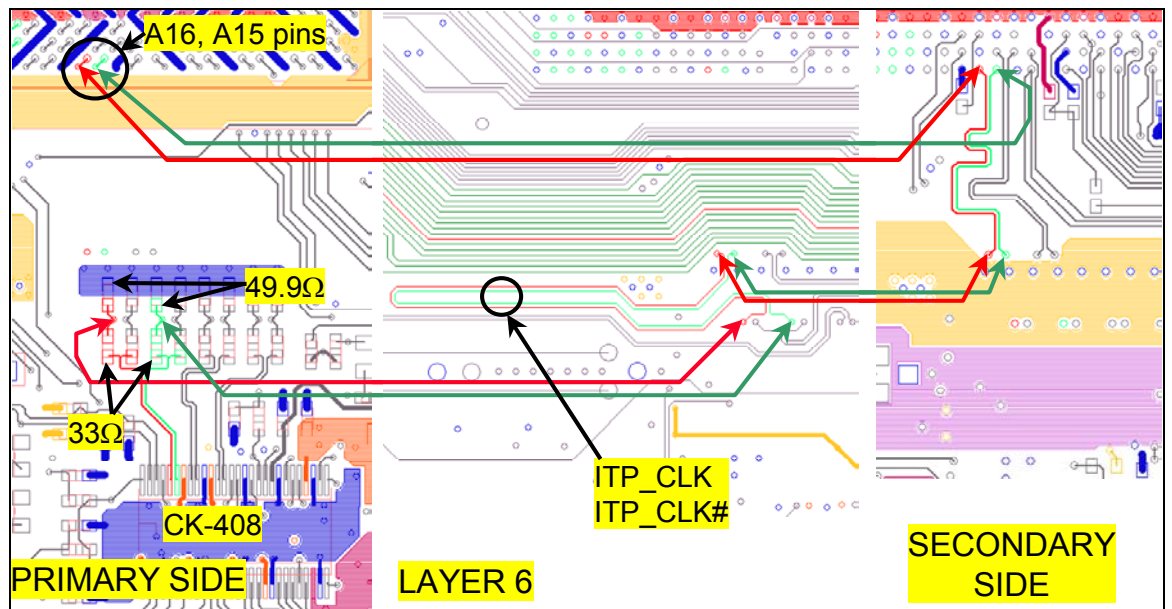 A16, A15 pins
49.9Ω
33Ω
CK-408
PRIMARY SIDE
ITP_CLK
ITP_CLK#
LAYER 6
SECONDARY
SIDE